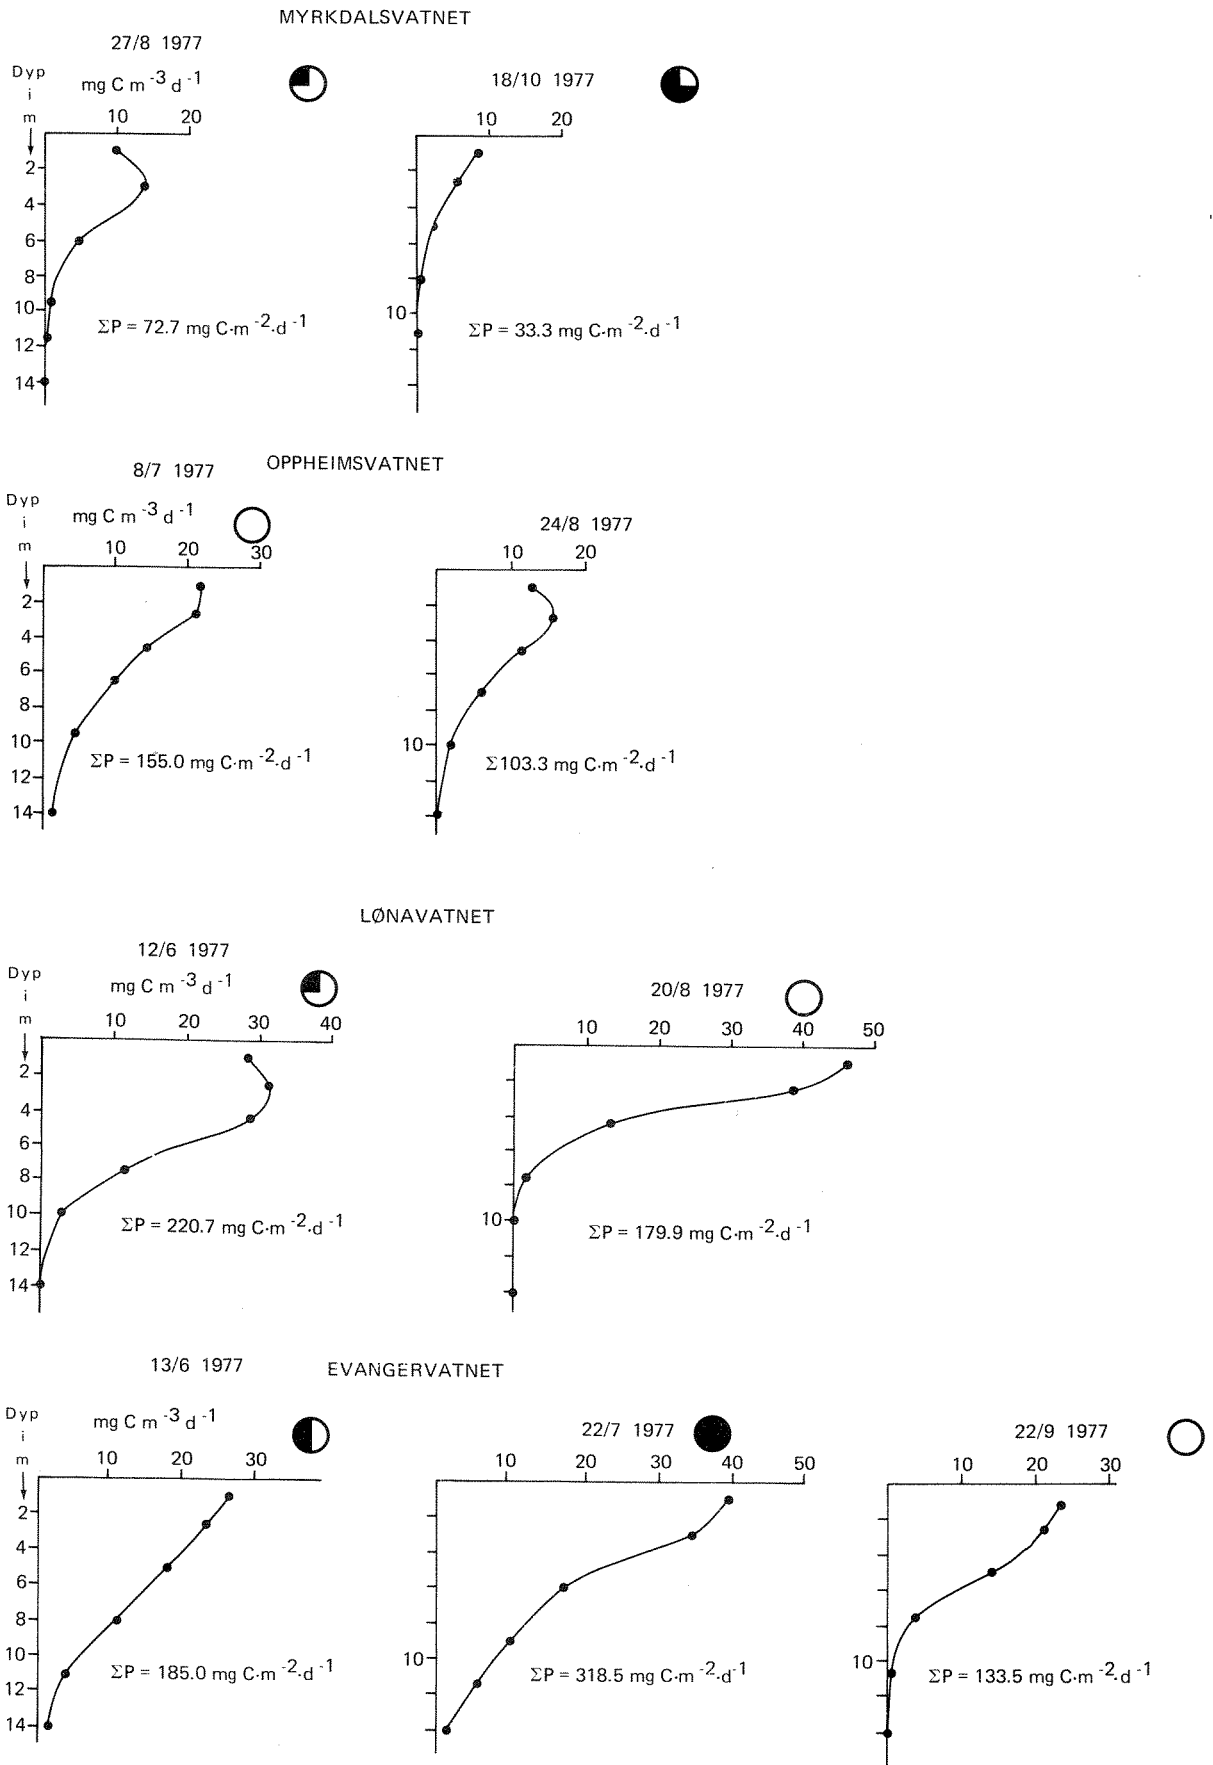 MYRKDALSVATNET
27/8 1977
Dyp i m
mg C m⁻³ d⁻¹
10 20
2
4
6
8
10
12
14
ΣP = 72.7 mg C·m⁻²·d⁻¹
18/10 1977
10 20
10
ΣP = 33.3 mg C·m⁻²·d⁻¹
OPPHEIMSVATNET
8/7 1977
Dyp i m
mg C m⁻³ d⁻¹
10 20 30
2
4
6
8
10
12
14
ΣP = 155.0 mg C·m⁻²·d⁻¹
24/8 1977
10 20
10
Σ103.3 mg C·m⁻²·d⁻¹
LØNAVATNET
12/6 1977
Dyp i m
mg C m⁻³ d⁻¹
10 20 30 40
2
4
6
8
10
12
14
ΣP = 220.7 mg C·m⁻²·d⁻¹
20/8 1977
10 20 30 40 50
10
ΣP = 179.9 mg C·m⁻²·d⁻¹
EVANGERVATNET
13/6 1977
Dyp i m
mg C m⁻³ d⁻¹
10 20 30
2
4
6
8
10
12
14
ΣP = 185.0 mg C·m⁻²·d⁻¹
22/7 1977
10 20 30 40 50
10
ΣP = 318.5 mg C·m⁻²·d⁻¹
22/9 1977
10 20 30
10
ΣP = 133.5 mg C·m⁻²·d⁻¹